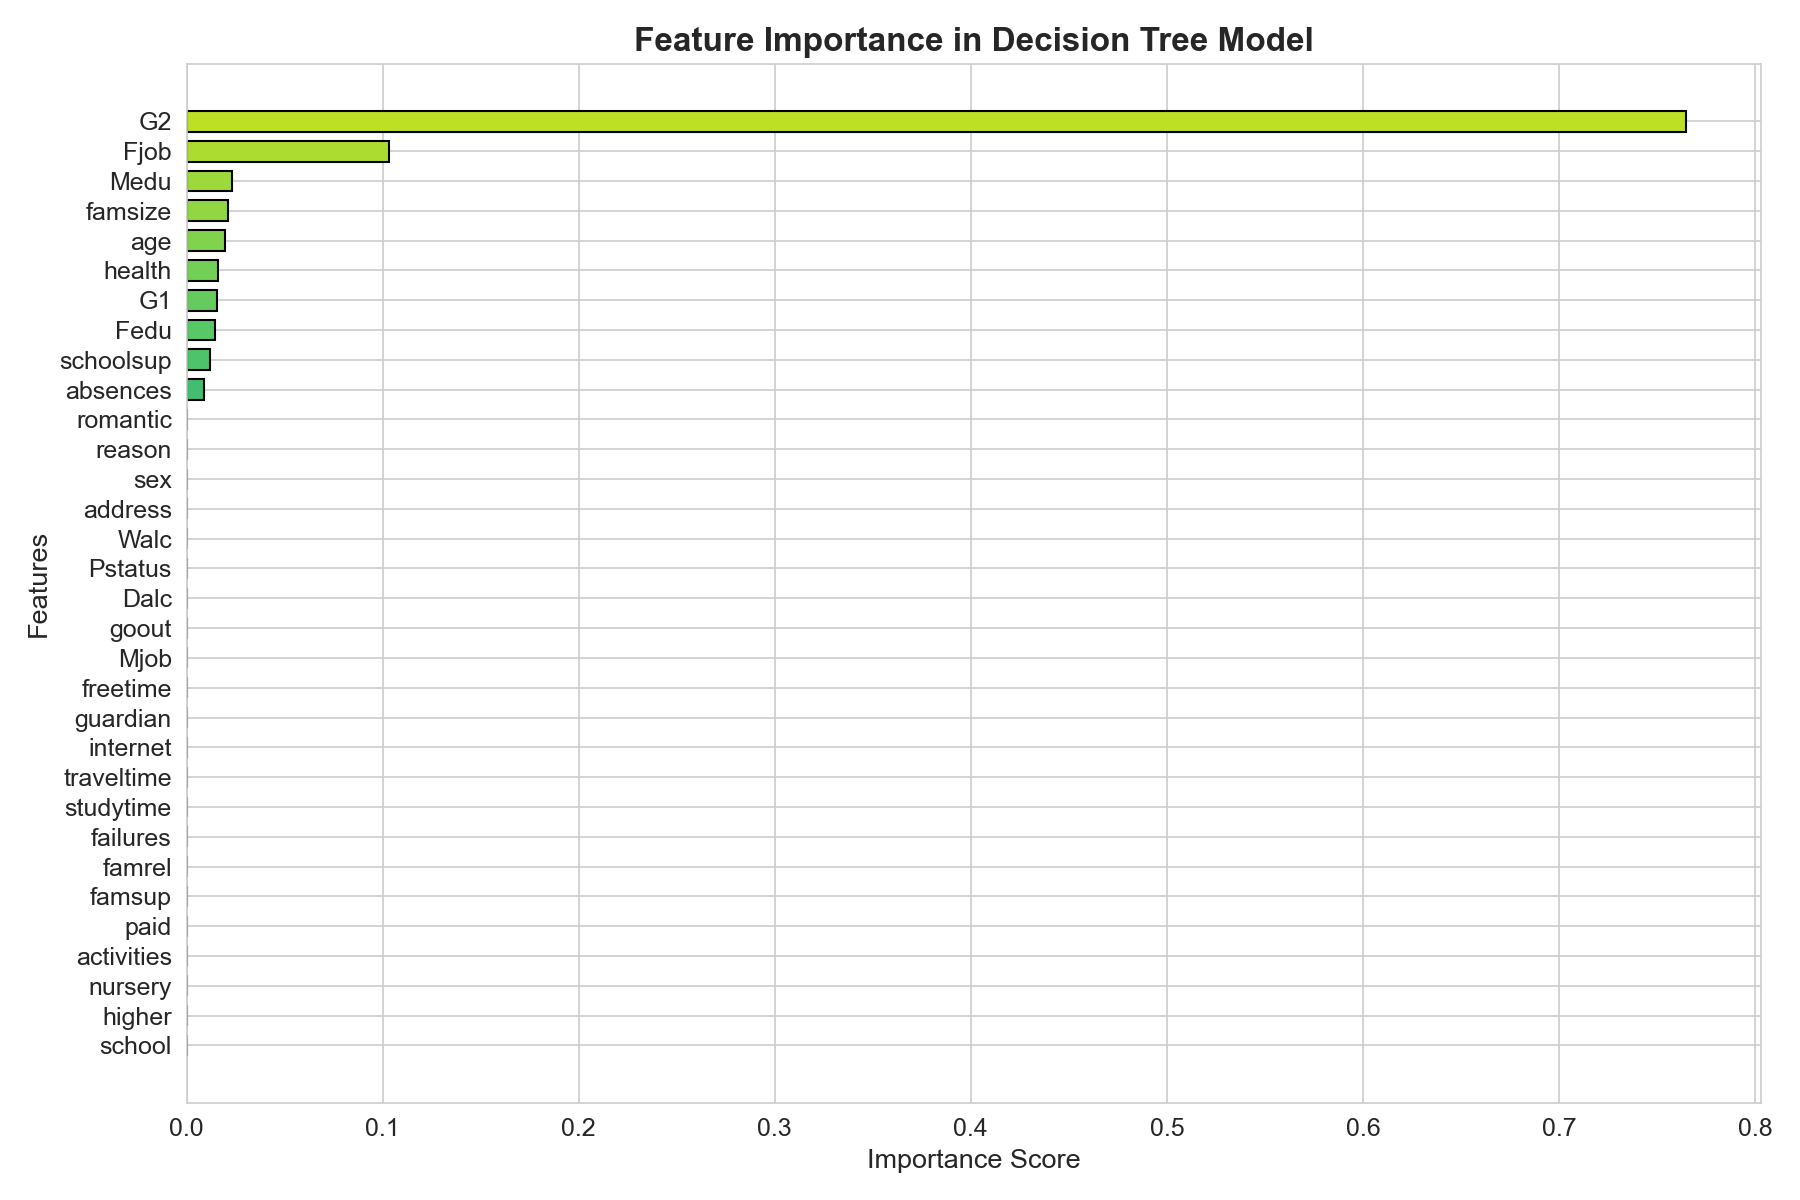 Feature Importance in Decision Tree Model
Features
G2
Fjob
Medu
famsize
age
health
G1
Fedu
schoolsup
absences
romantic
reason
sex
address
Walc
Pstatus
Dalc
goout
Mjob
freetime
guardian
internet
traveltime
studytime
failures
famrel
famsup
paid
activities
nursery
higher
school
0.0 0.1 0.2 0.3 0.4 0.5 0.6 0.7 0.8
Importance Score